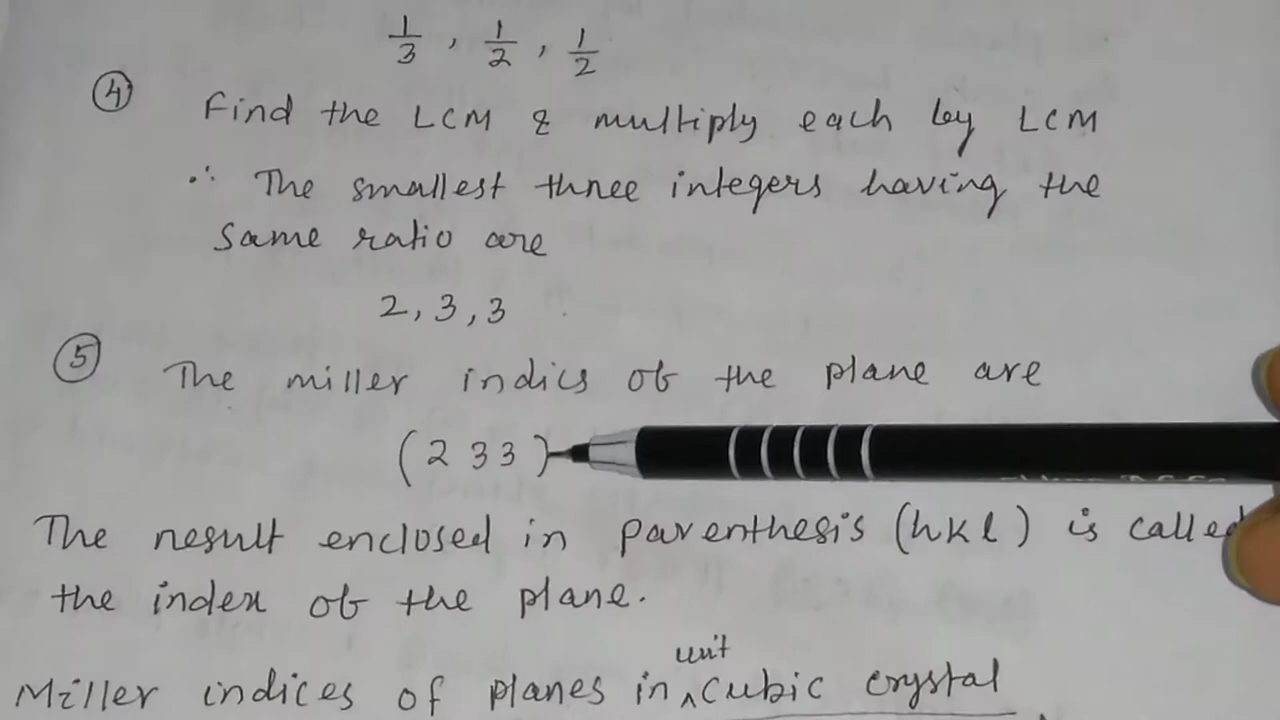 1/3 , 1/2 , 1/2
④ Find the LCM & multiply each by LCM
∴ The smallest three integers having the
same ratio are
2, 3, 3
⑤ The miller indics of the plane are
(2 3 3)
The result enclosed in parenthesis (h k l) is called
the index of the plane.
unit
Miller indices of planes in ^ cubic crystal